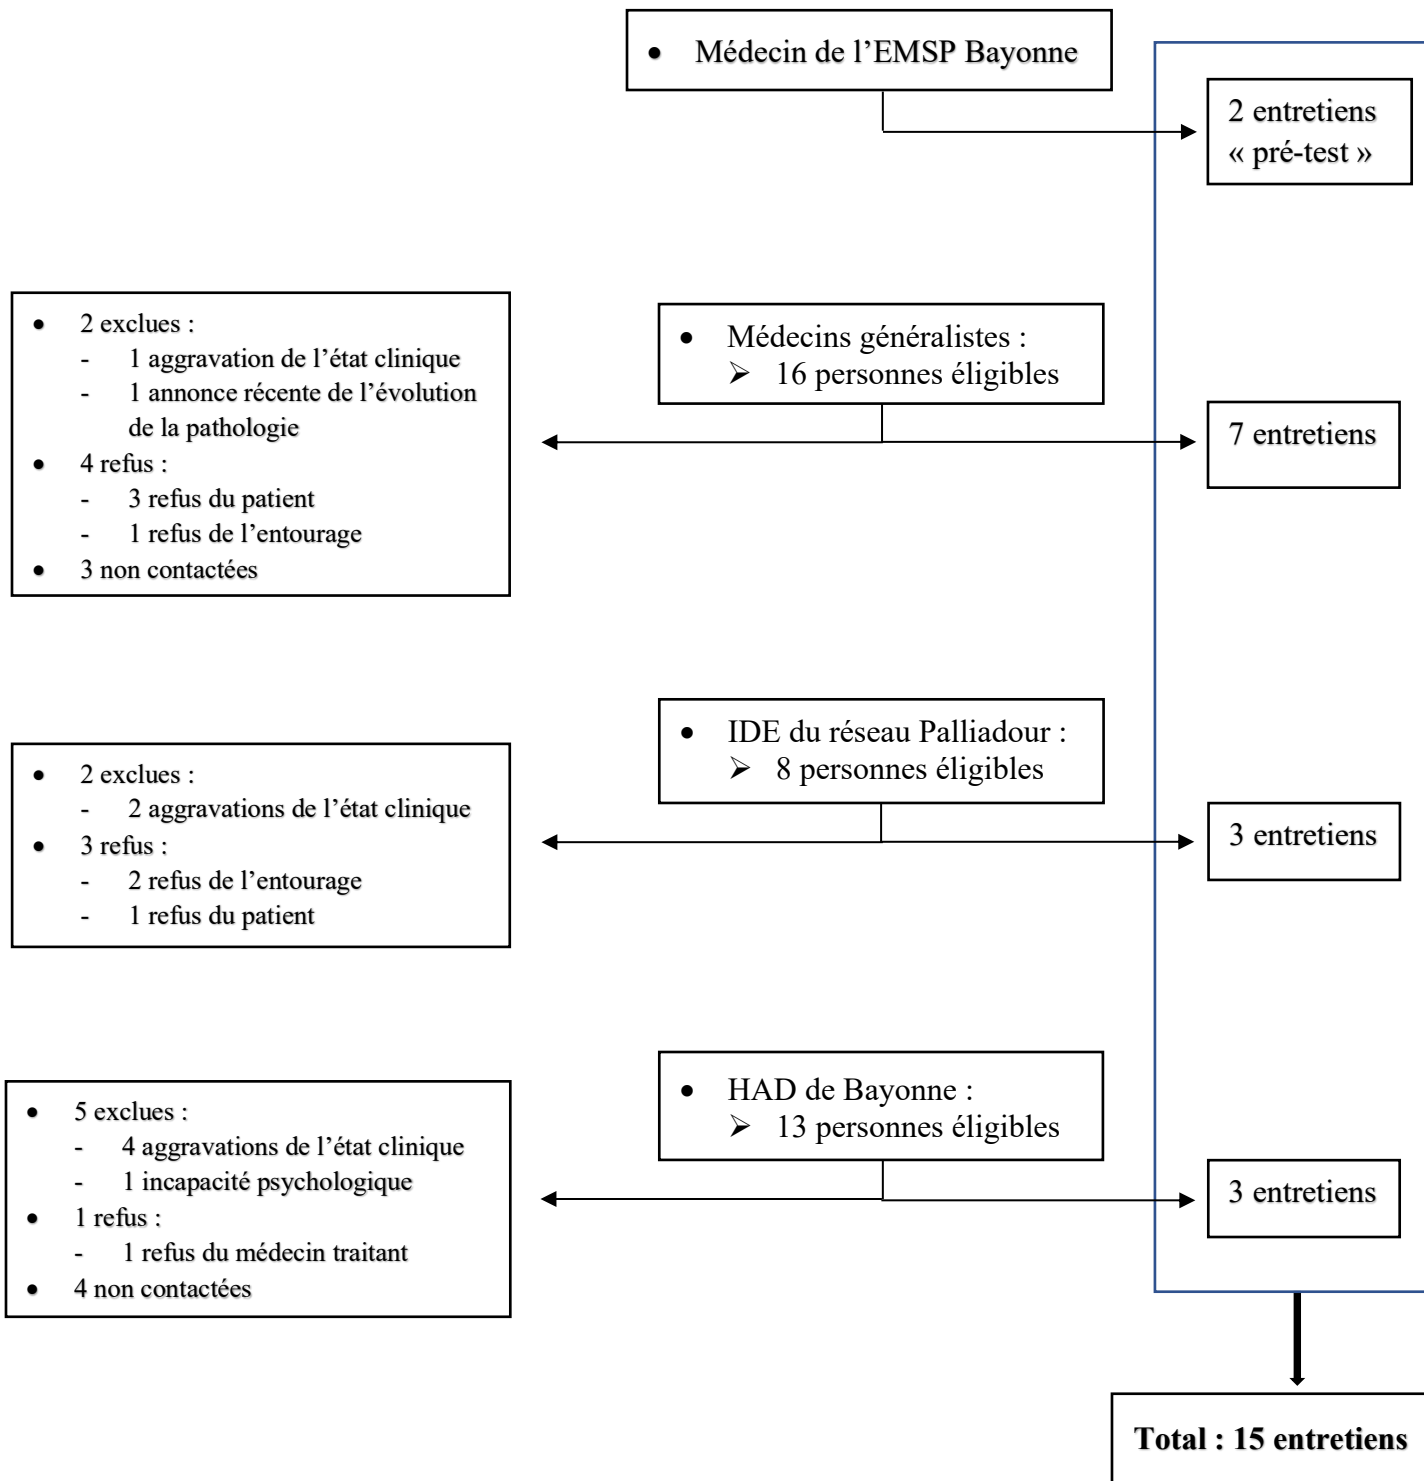 • Médecin de l’EMSP Bayonne
2 entretiens
« pré-test »
• 2 exclues :
- 1 aggravation de l’état clinique
- 1 annonce récente de l’évolution
de la pathologie
• 4 refus :
- 3 refus du patient
- 1 refus de l’entourage
• 3 non contactées
• Médecins généralistes :
➢ 16 personnes éligibles
7 entretiens
• 2 exclues :
- 2 aggravations de l’état clinique
• 3 refus :
- 2 refus de l’entourage
- 1 refus du patient
• IDE du réseau Palliadour :
➢ 8 personnes éligibles
3 entretiens
• 5 exclues :
- 4 aggravations de l’état clinique
- 1 incapacité psychologique
• 1 refus :
- 1 refus du médecin traitant
• 4 non contactées
• HAD de Bayonne :
➢ 13 personnes éligibles
3 entretiens
Total : 15 entretiens